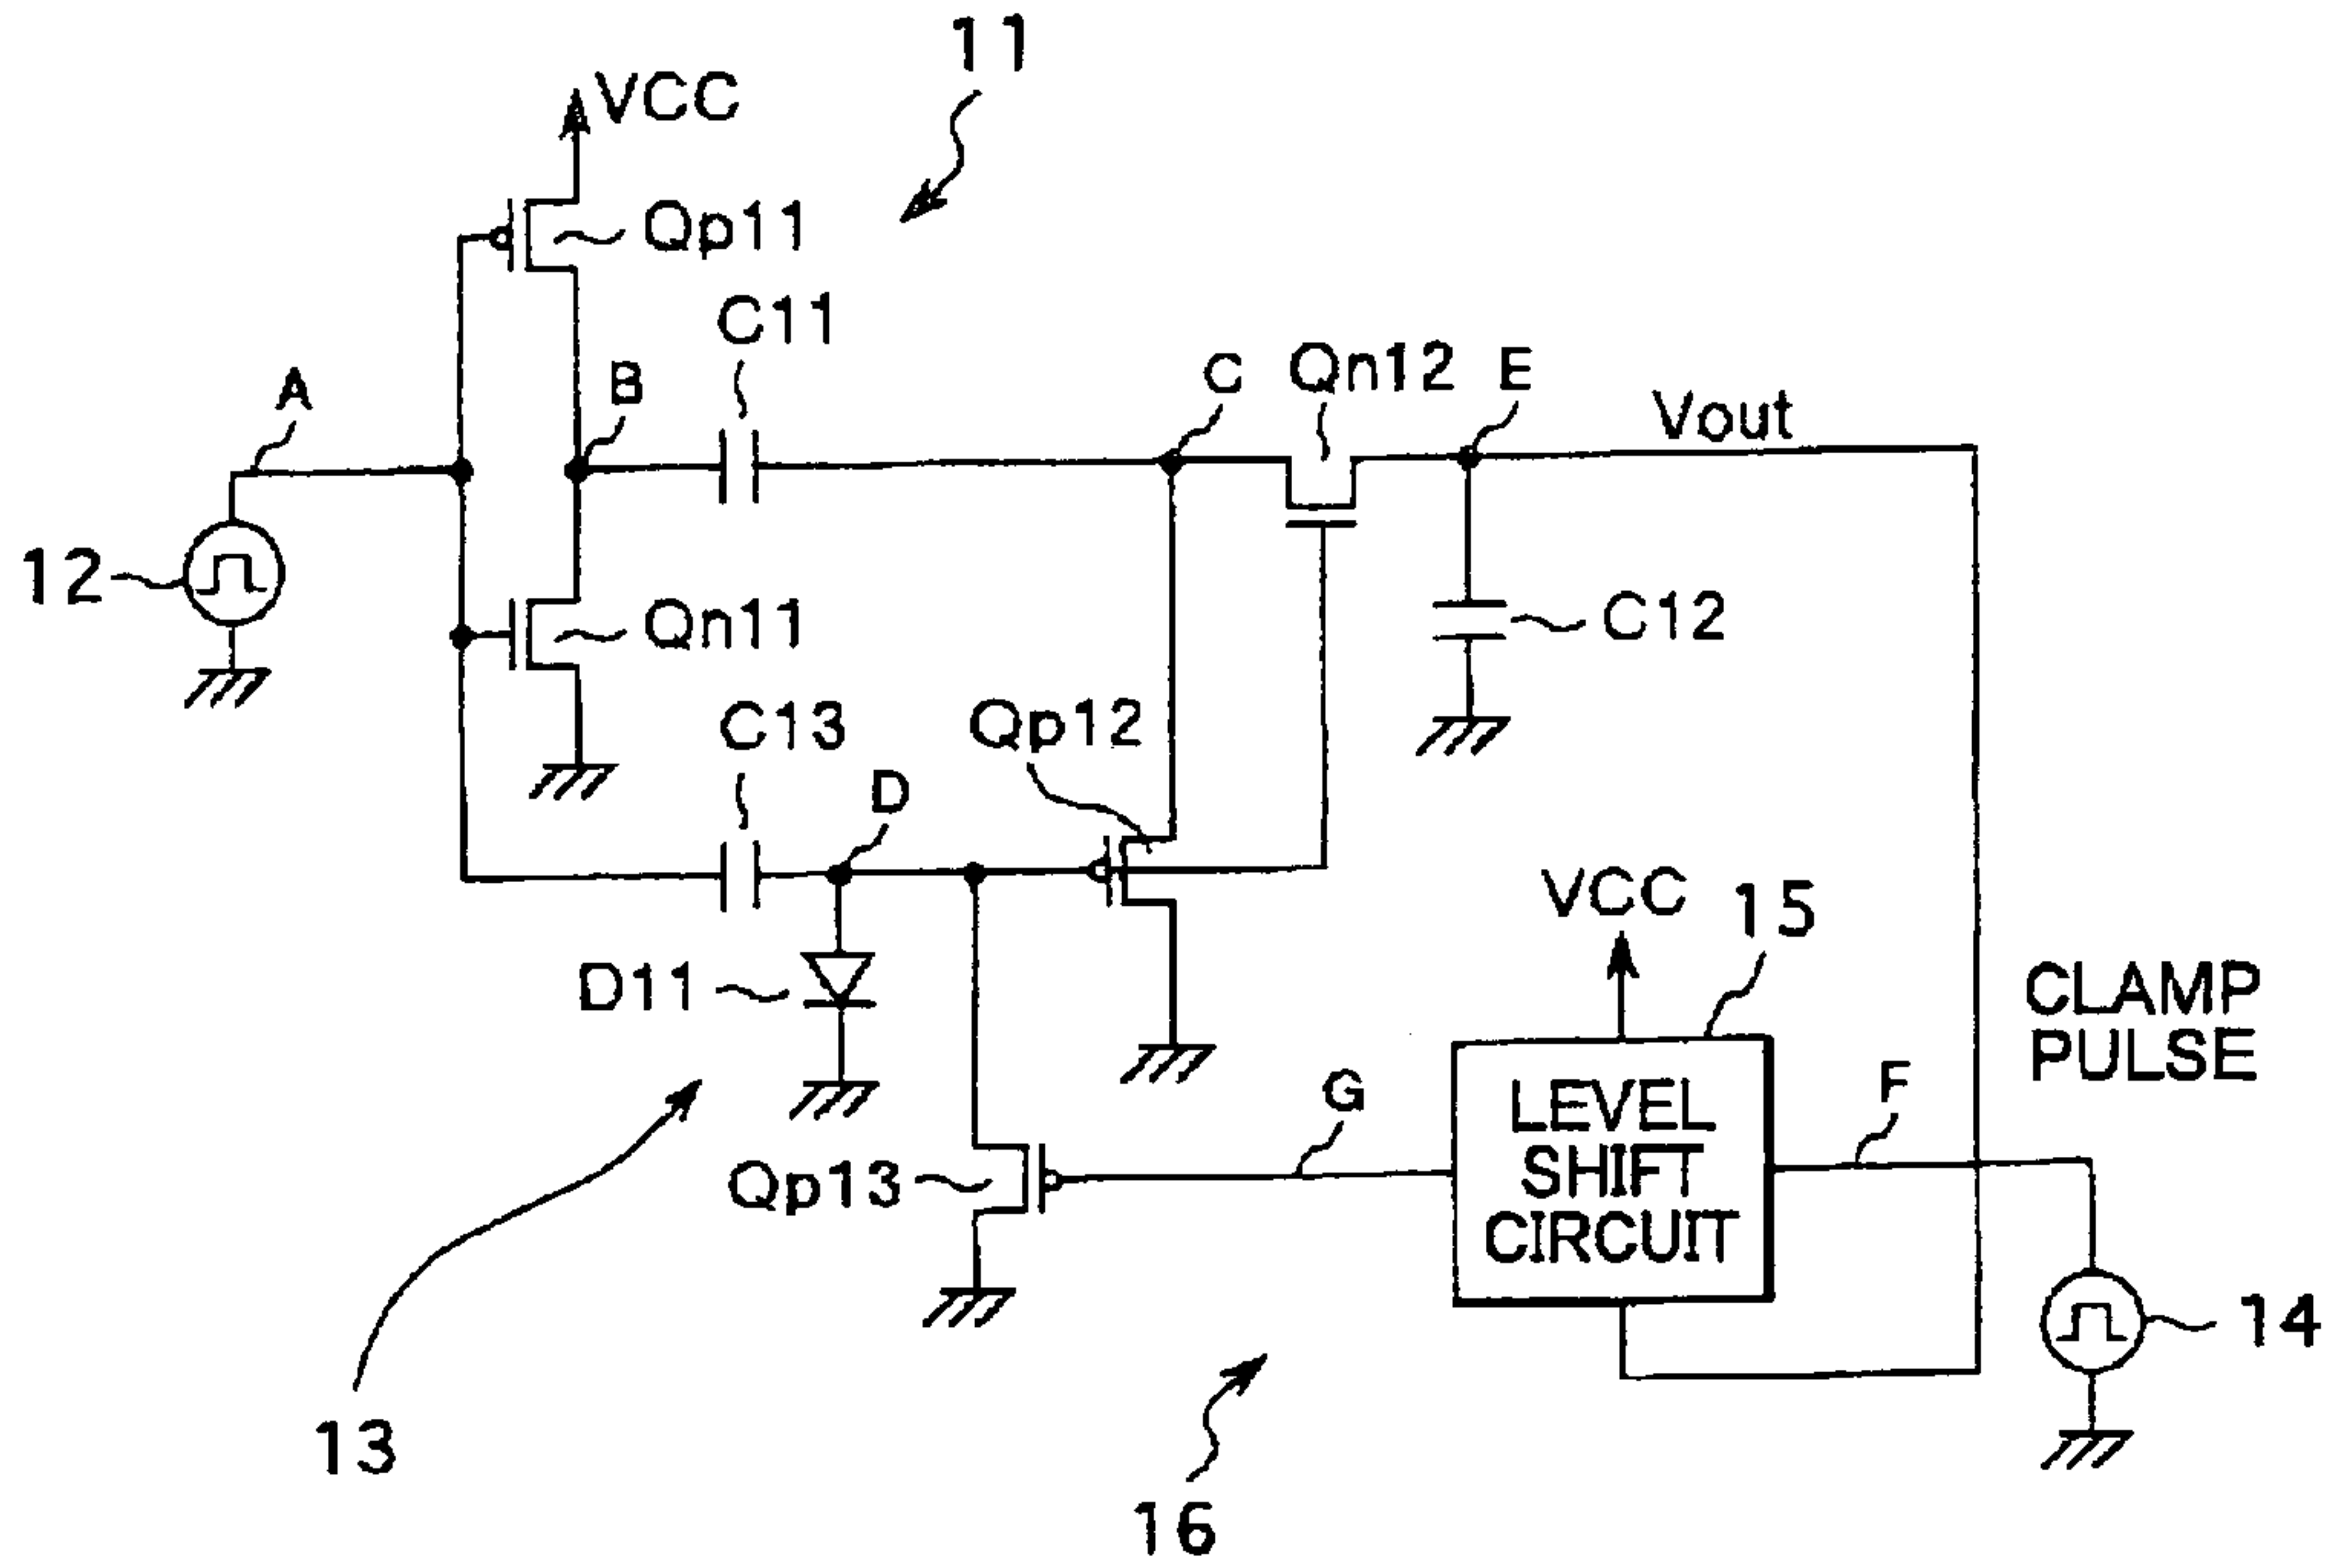 11
VCC
Qp11
C11
A
B
C
Qn12
E
Vout
12
Qn11
C12
C13
Qp12
D
VCC
15
D11
CLAMP
PULSE
G
F
LEVEL
SHIFT
CIRCUIT
Qp13
14
13
16